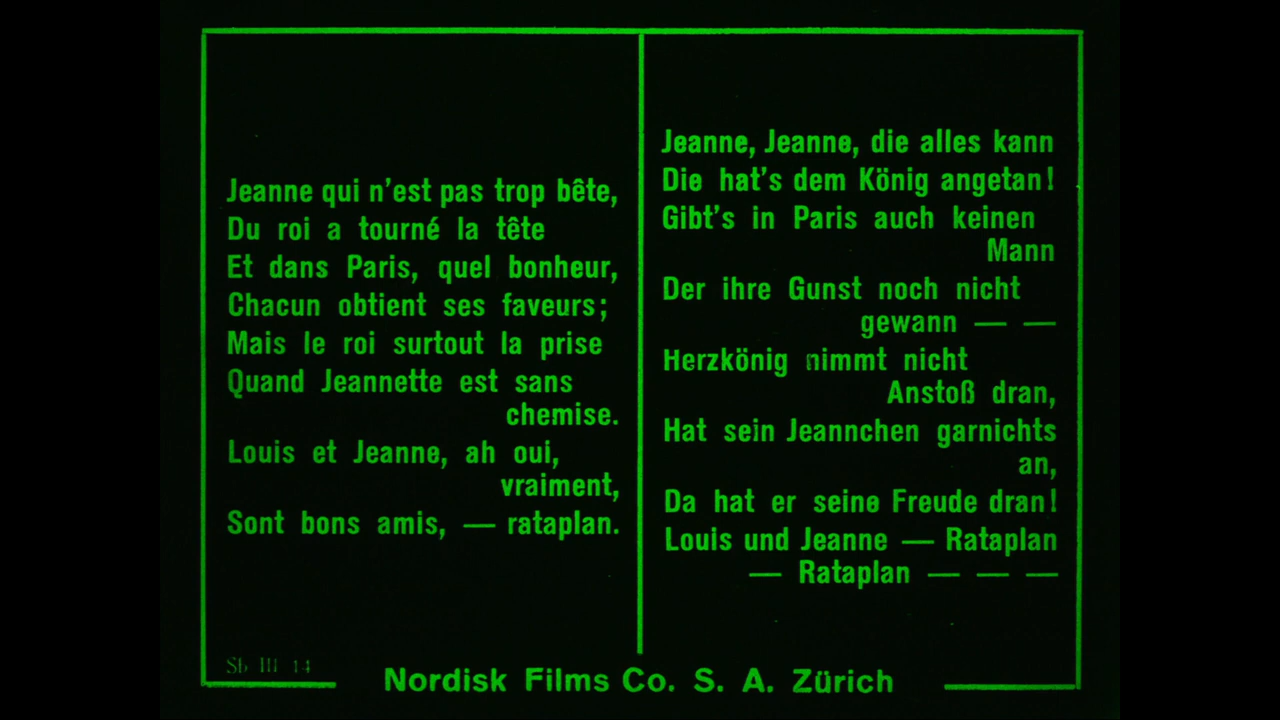 Jeanne qui n'est pas trop bête,
Du roi a tourné la tête
Et dans Paris, quel bonheur,
Chacun obtient ses faveurs;
Mais le roi surtout la prise
Quand Jeannette est sans
chemise.
Louis et Jeanne, ah oui,
vraiment,
Sont bons amis, — rataplan.
Jeanne, Jeanne, die alles kann
Die hat's dem König angetan!
Gibt's in Paris auch keinen
Mann
Der ihre Gunst noch nicht
gewann — —
Herzkönig nimmt nicht
Anstoß dran,
Hat sein Jeannchen garnichts
an,
Da hat er seine Freude dran!
Louis und Jeanne — Rataplan
— Rataplan — — —
Sb III 14
Nordisk Films Co. S. A. Zürich